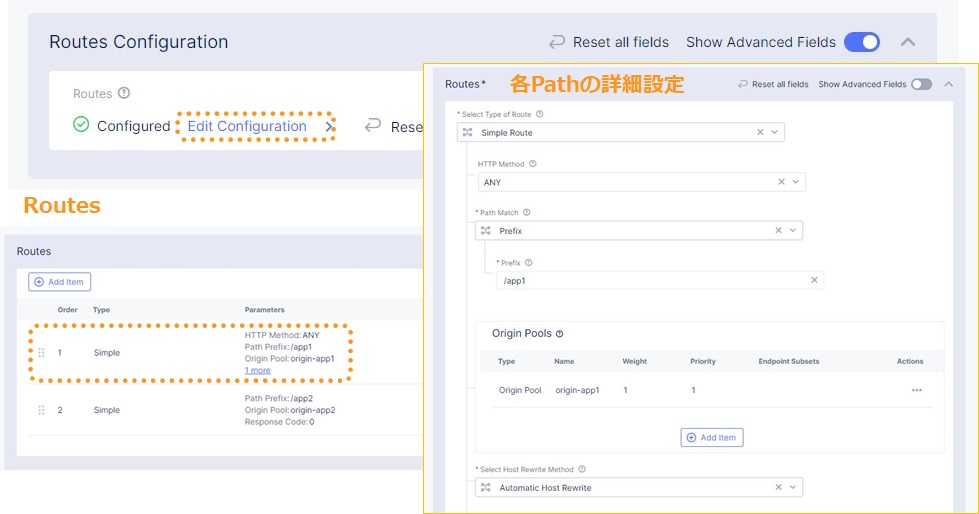 Routes Configuration
Reset all fields
Show Advanced Fields
Routes
Configured
Edit Configuration
Rese
Routes
Routes
Add Item
Order Type Parameters
1 Simple
HTTP Method:ANY
Path Prefix:/app1
Origin Pool:origin-app1
1 more
2 Simple
Path Prefix:/app2
Origin Pool:origin-app2
Response Code:0
Routes*
各Pathの詳細設定
Reset all fields
Show Advanced Fields
* Select Type of Route
Simple Route
HTTP Method
ANY
* Path Match
Prefix
* Prefix
/app1
Origin Pools
Type Name Weight Priority Endpoint Subsets Actions
Origin Pool origin-app1 1 1
Add Item
* Select Host Rewrite Method
Automatic Host Rewrite